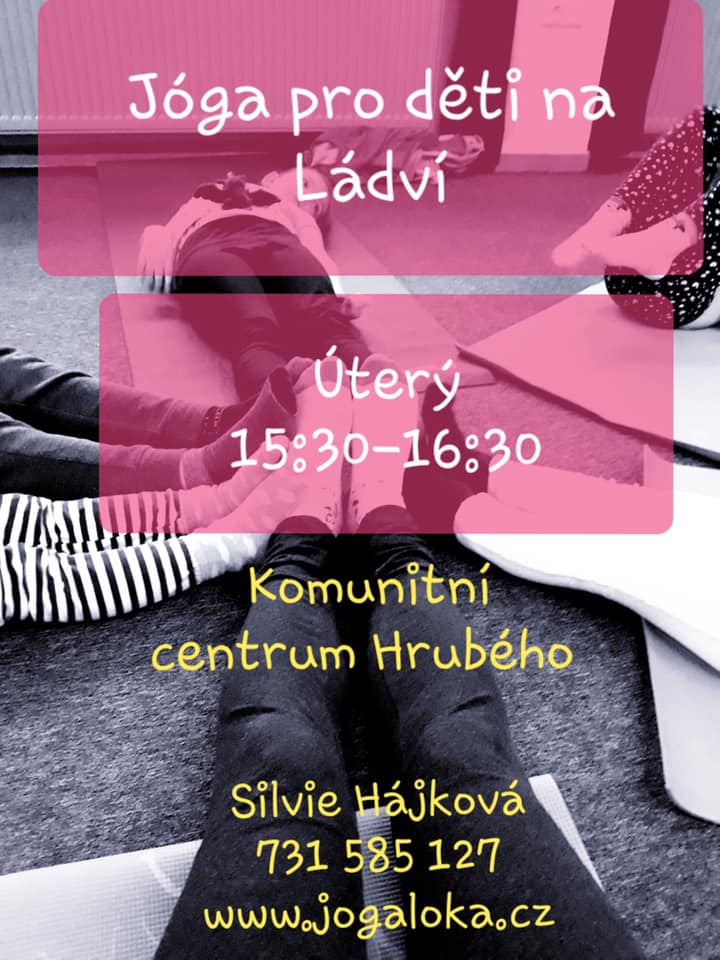 Jóga pro děti na
Ládví
Úterý
15:30-16:30
Komunitní
centrum Hrubého
Silvie Hájková
731 585 127
www.jogaloka.cz